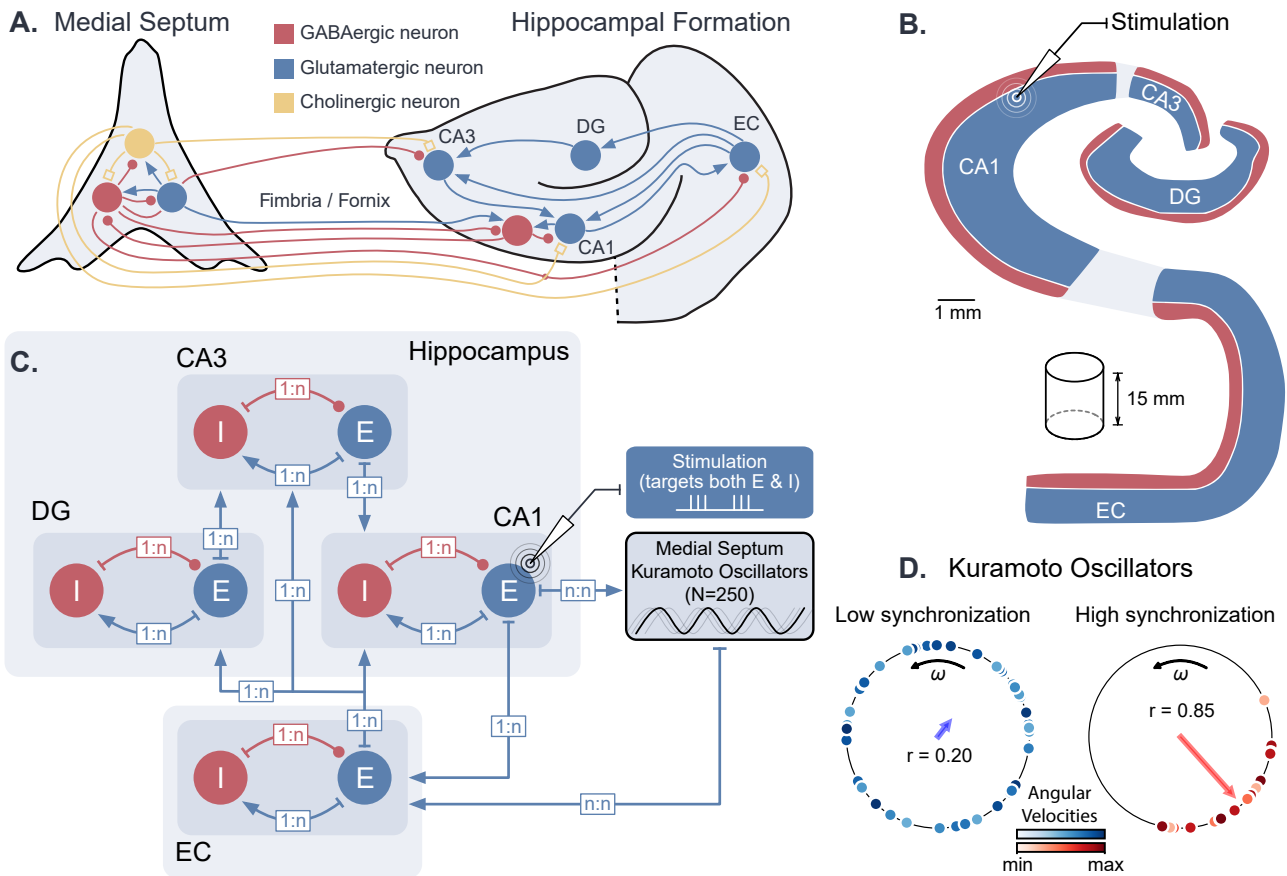 A. Medial Septum
GABAergic neuron
Glutamatergic neuron
Cholinergic neuron
Hippocampal Formation
CA3
DG
EC
Fimbria / Fornix
CA1
B.
Stimulation
CA3
CA1
DG
1 mm
15 mm
EC
C.
Hippocampus
CA3
1:n
I
E
1:n
1:n
DG
1:n
1:n
I
E
1:n
1:n
CA1
1:n
I
E
1:n
n:n
Stimulation
(targets both E & I)
Medial Septum
Kuramoto Oscillators
(N=250)
1:n
1:n
1:n
1:n
I
E
1:n
n:n
EC
D. Kuramoto Oscillators
Low synchronization
ω
r = 0.20
High synchronization
ω
r = 0.85
Angular
Velocities
min
max